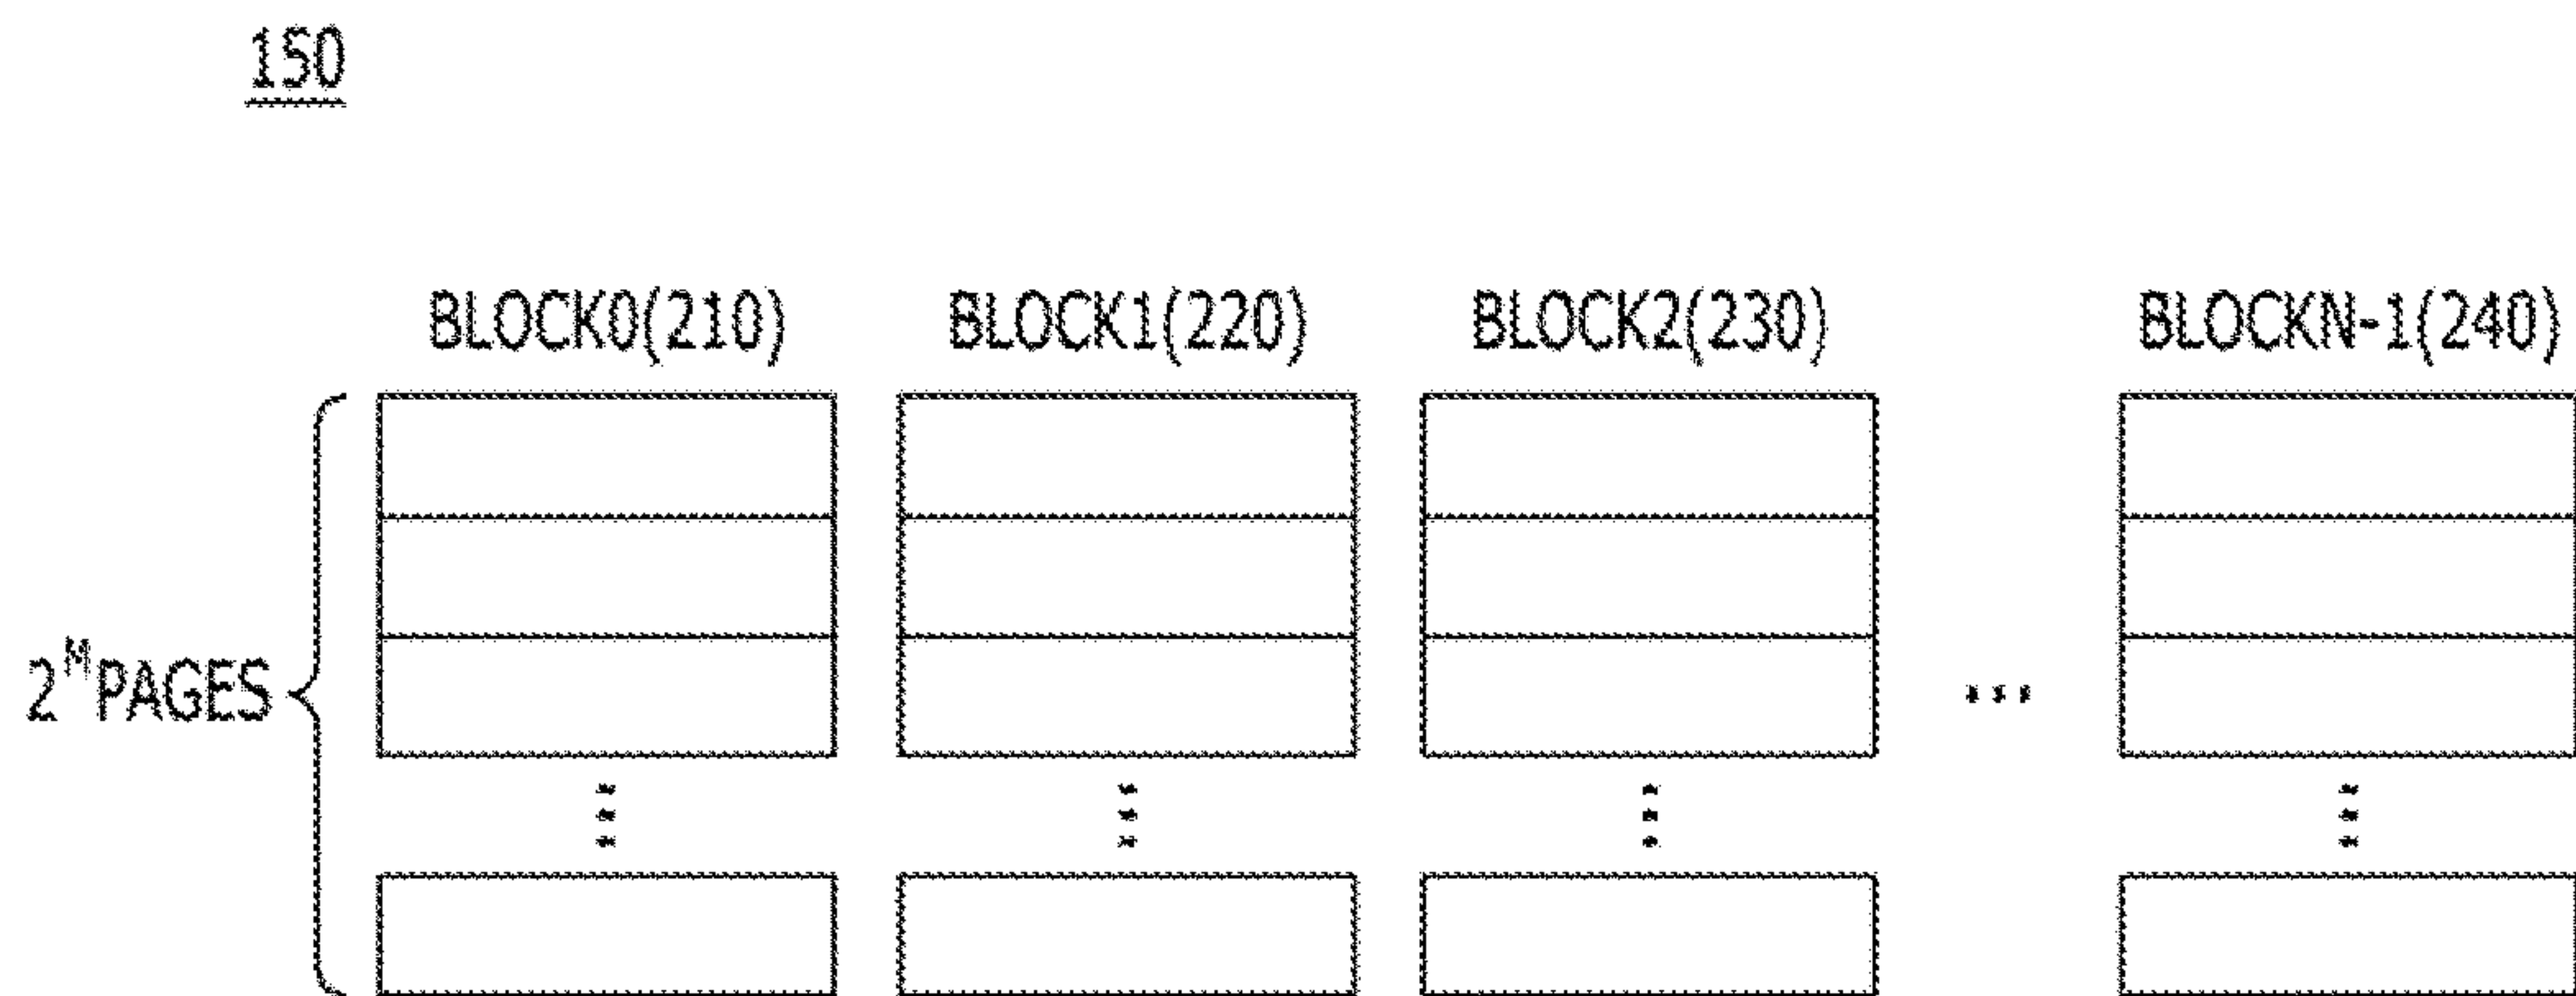 150
BLOCK0(210) BLOCK1(220) BLOCK2(230) BLOCKN-1(240)
2^M PAGES
...